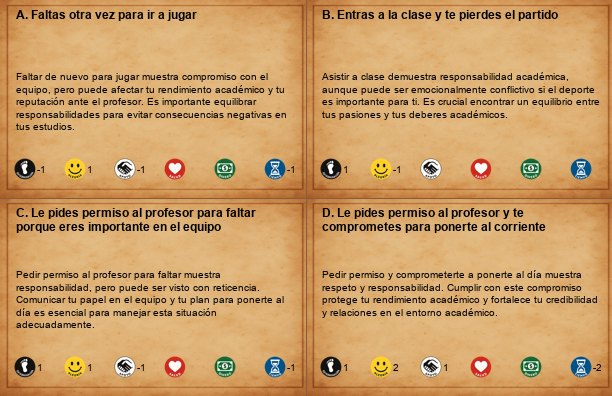 A. Faltas otra vez para ir a jugar
Faltar de nuevo para jugar muestra compromiso con el
equipo, pero puede afectar tu rendimiento académico y tu
reputación ante el profesor. Es importante equilibrar
responsabilidades para evitar consecuencias negativas en
tus estudios.
-1 1 -1 -1
B. Entras a la clase y te pierdes el partido
Asistir a clase demuestra responsabilidad académica,
aunque puede ser emocionalmente conflictivo si el deporte
es importante para ti. Es crucial encontrar un equilibrio entre
tus pasiones y tus deberes académicos.
1 -1
C. Le pides permiso al profesor para faltar
porque eres importante en el equipo
Pedir permiso al profesor para faltar muestra
responsabilidad, pero puede ser visto con reticencia.
Comunicar tu papel en el equipo y tu plan para ponerte al
día es esencial para manejar esta situación
adecuadamente.
1 1 -1 -1
D. Le pides permiso al profesor y te
comprometes para ponerte al corriente
Pedir permiso y comprometerte a ponerte al día muestra
respeto y responsabilidad. Cumplir con este compromiso
protege tu rendimiento académico y fortalece tu credibilidad
y relaciones en el entorno académico.
1 2 1 -2